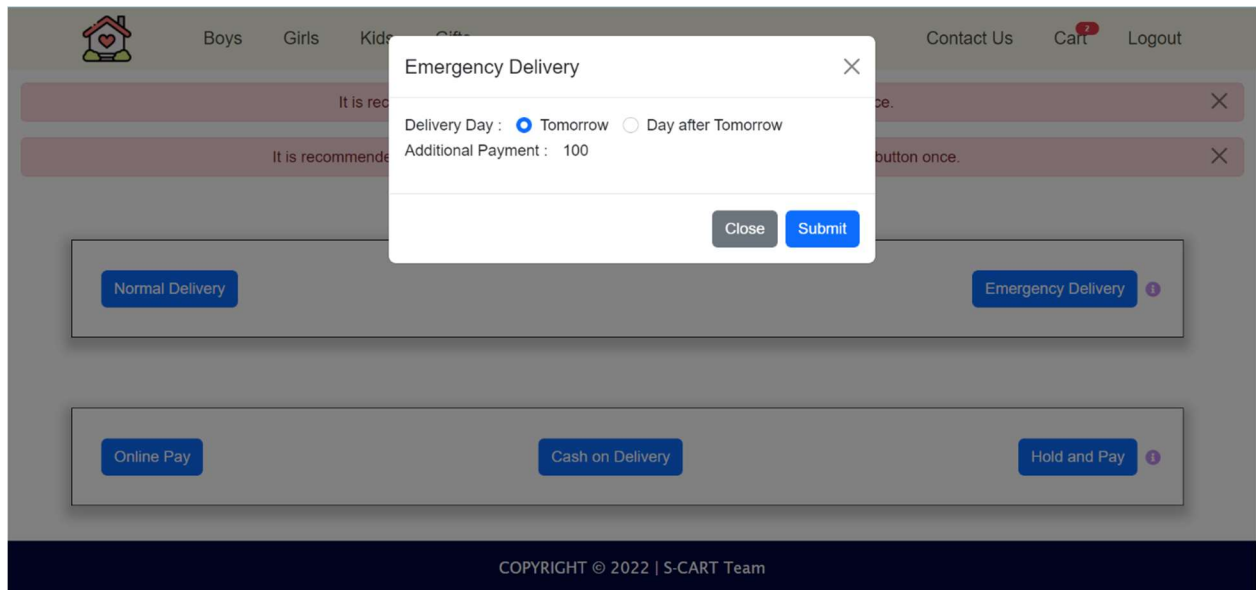 Boys Girls Kids Gifts Contact Us Cart 2 Logout
Emergency Delivery
It is rec ce.
Delivery Day : Tomorrow Day after Tomorrow
Additional Payment : 100
It is recommende button once.
Close Submit
Normal Delivery Emergency Delivery
Online Pay Cash on Delivery Hold and Pay
COPYRIGHT © 2022 | S-CART Team